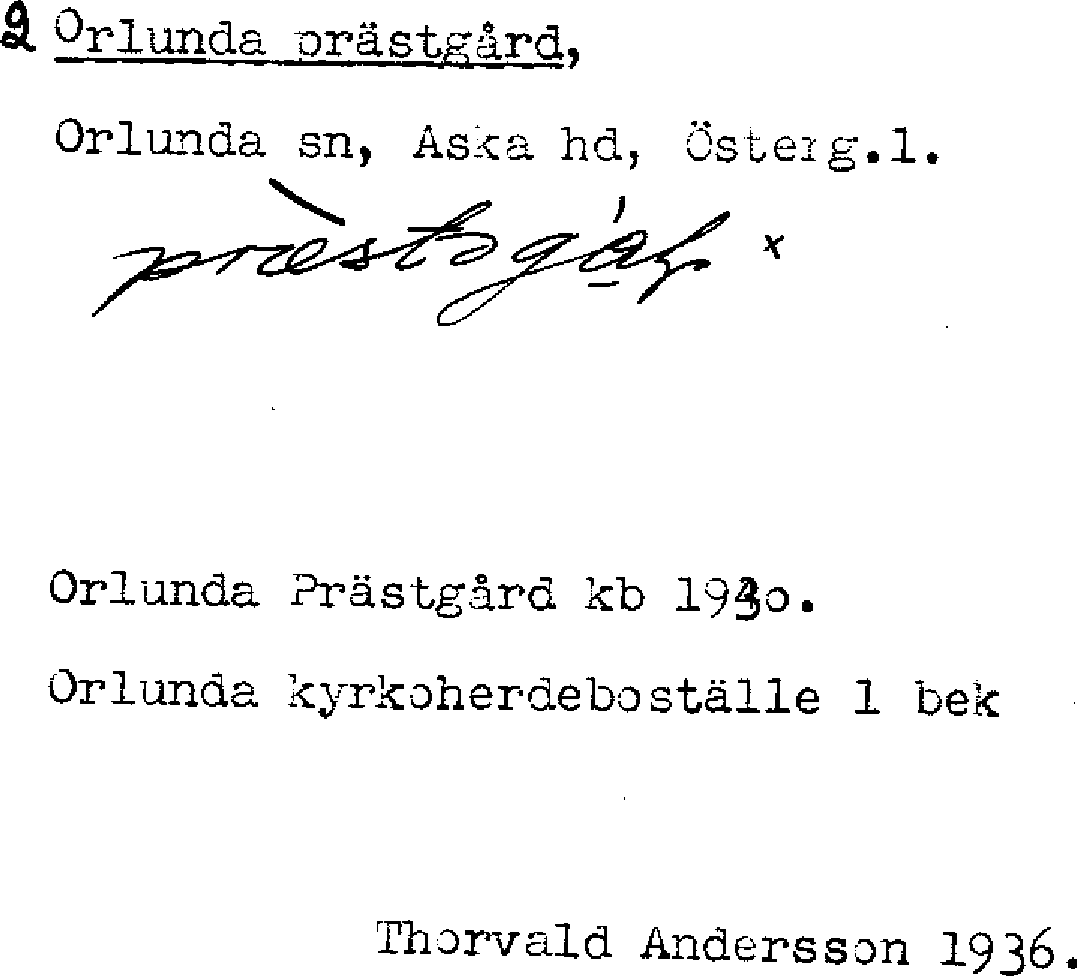 2 Orlunda prästgård,
Orlunda sn, Aska hd, Österg.l.
x
Orlunda Prästgård kb 1930.
Orlunda kyrkoherdeboställe 1 bek
Thorvald Andersson 1936.